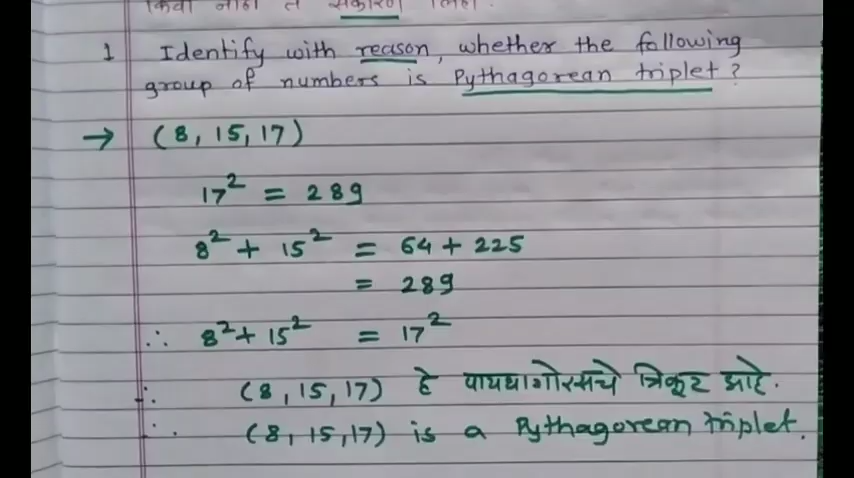 किंवा नाही ते सकारण लिहा.
1 Identify with reason, whether the following
group of numbers is Pythagorean triplet?
→ (8, 15, 17)
17² = 289
8² + 15² = 64 + 225
= 289
∴ 8² + 15² = 17²
∴ (8, 15, 17) हे पायथागोरसचे त्रिकूट आहे.
∴ (8, 15, 17) is a Pythagorean triplet.